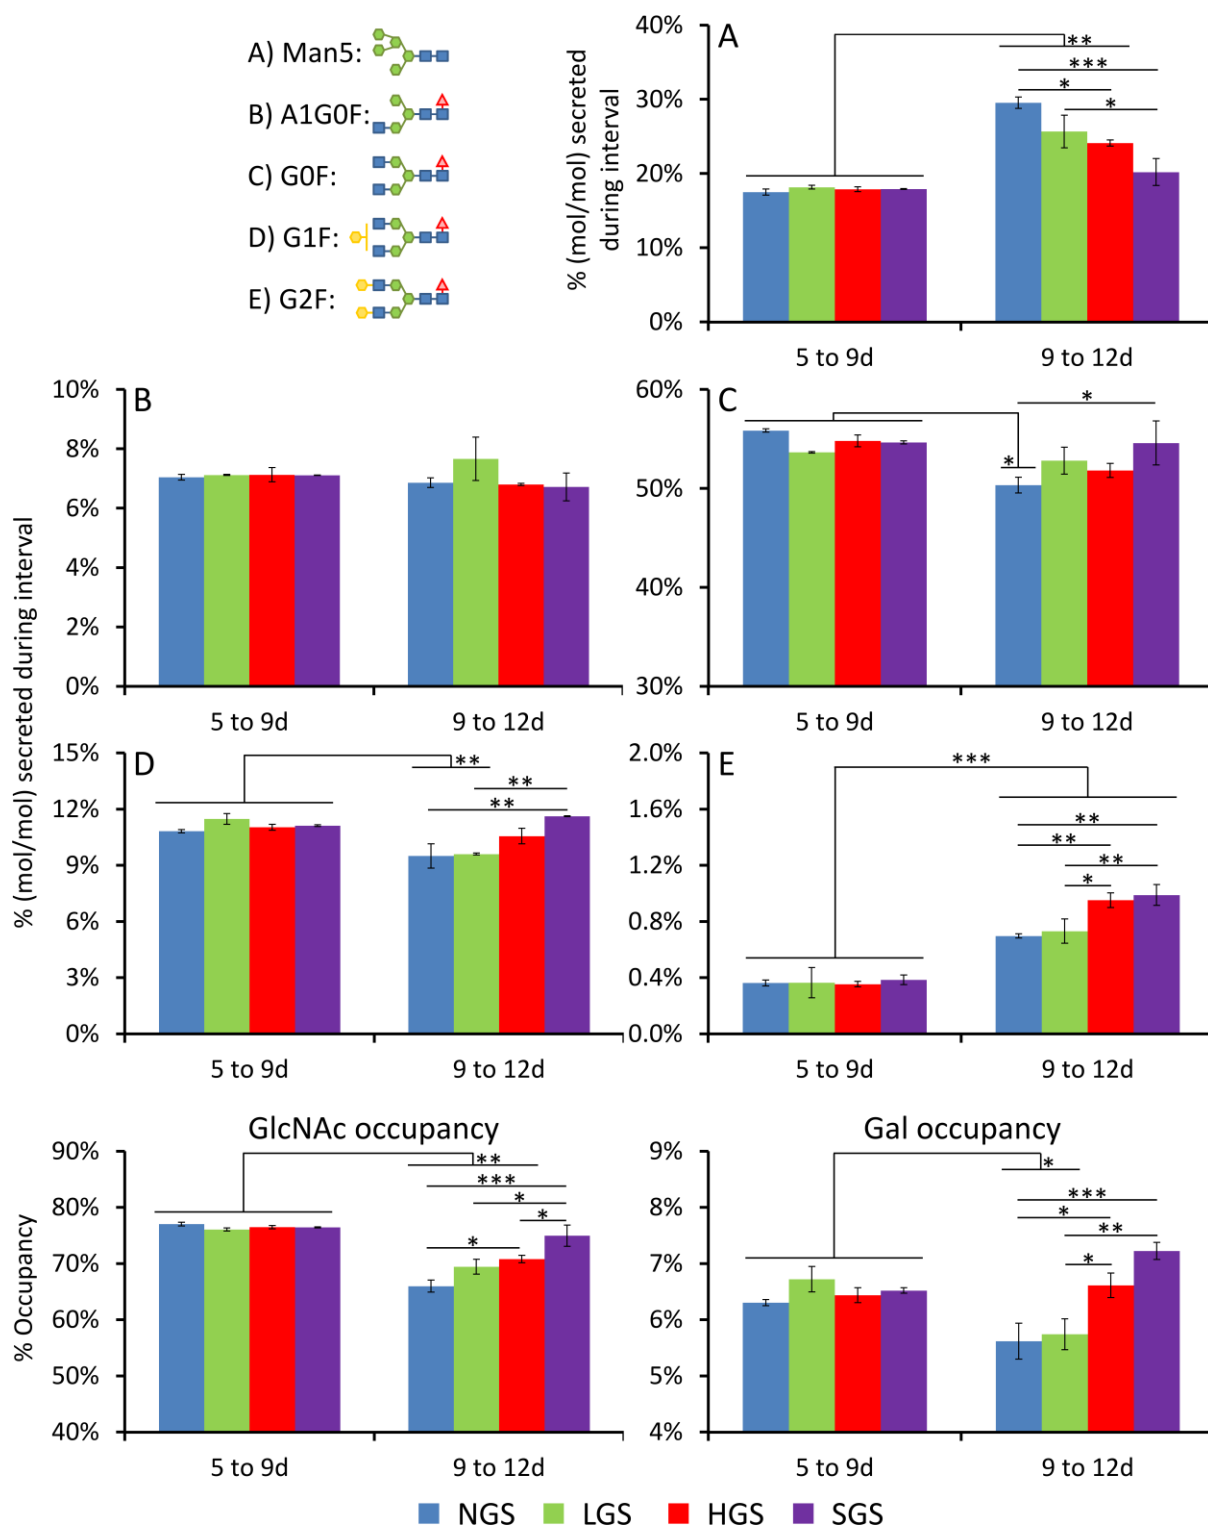 A) Man5:
B) A1G0F:
C) G0F:
D) G1F:
E) G2F:
A
% (mol/mol) secreted
during interval
40%
30%
20%
10%
0%
**
***
*
*
5 to 9d
9 to 12d
% (mol/mol) secreted during interval
B
10%
8%
6%
4%
2%
0%
5 to 9d
9 to 12d
C
60%
50%
40%
30%
*
*
5 to 9d
9 to 12d
D
15%
12%
9%
6%
3%
0%
**
**
**
5 to 9d
9 to 12d
E
2.0%
1.6%
1.2%
0.8%
0.4%
0.0%
***
**
**
**
*
5 to 9d
9 to 12d
GlcNAc occupancy
% Occupancy
90%
80%
70%
60%
50%
40%
**
***
*
*
*
5 to 9d
9 to 12d
Gal occupancy
9%
8%
7%
6%
5%
4%
*
***
*
**
*
5 to 9d
9 to 12d
NGS LGS HGS SGS